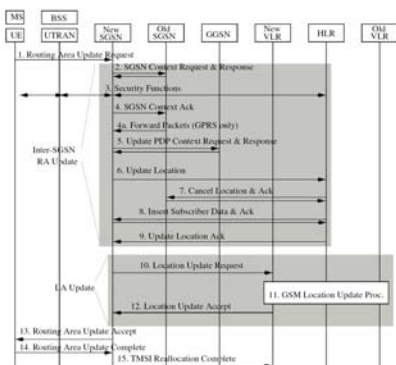 MS
BSS
New
SGSN
Old
SGSN
GGSN
New
VLR
HLR
Old
VLR
UE
UTRAN
1. Routing Area Update Request
2. SGSN Context Request & Response
3. Security Functions
4. SGSN Context Ack
4a. Forward Packets (GPRS only)
5. Update PDP Context Request & Response
Inter-SGSN
RA Update
6. Update Location
7. Cancel Location & Ack
8. Insert Subscriber Data & Ack
9. Update Location Ack
10. Location Update Request
LA Update
11. GSM Location Update Proc.
12. Location Update Accept
13. Routing Area Update Accept
14. Routing Area Update Complete
15. TMSI Reallocation Complete